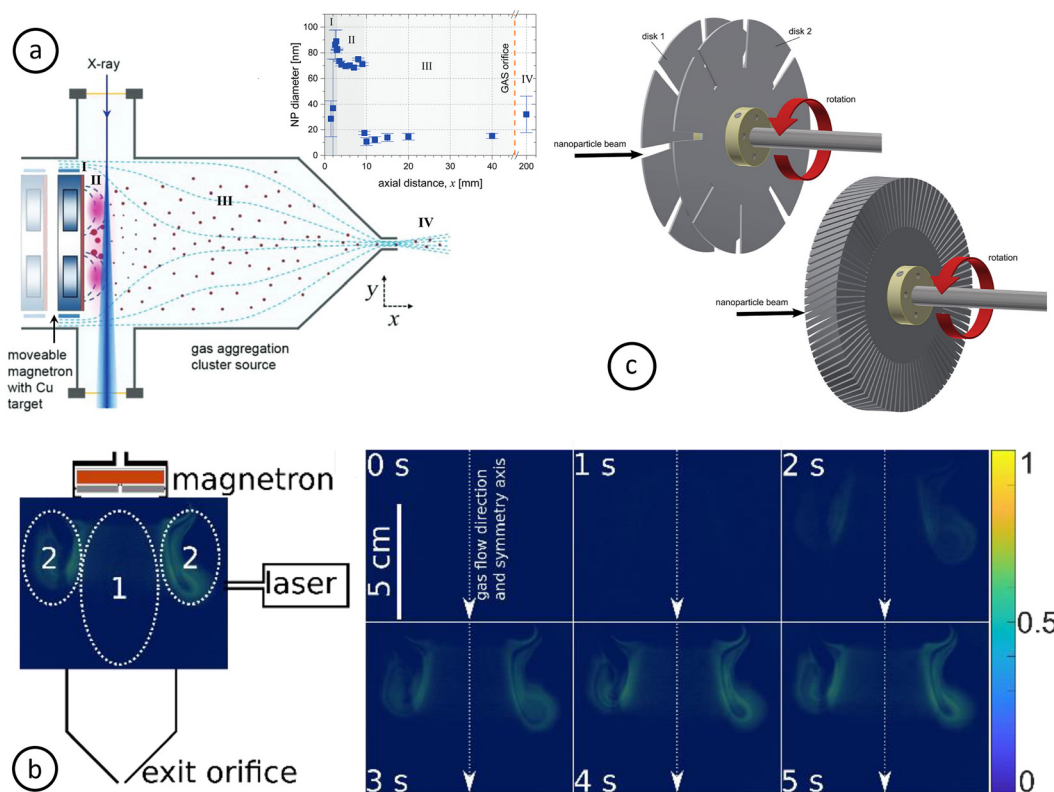 a
X-ray
I
II
III
IV
y
x
moveable
magnetron
with Cu
target
gas aggregation
cluster source
NP diameter [nm]
100
80
60
40
20
0
I
II
III
IV
GAS orifice
0
10
20
30
40
200
axial distance, x [mm]
disk 1
disk 2
rotation
nanoparticle beam
rotation
nanoparticle beam
c
b
magnetron
2
1
2
laser
exit orifice
0 s
1 s
2 s
5 cm
gas flow direction
and symmetry axis
3 s
4 s
5 s
1
0.5
0